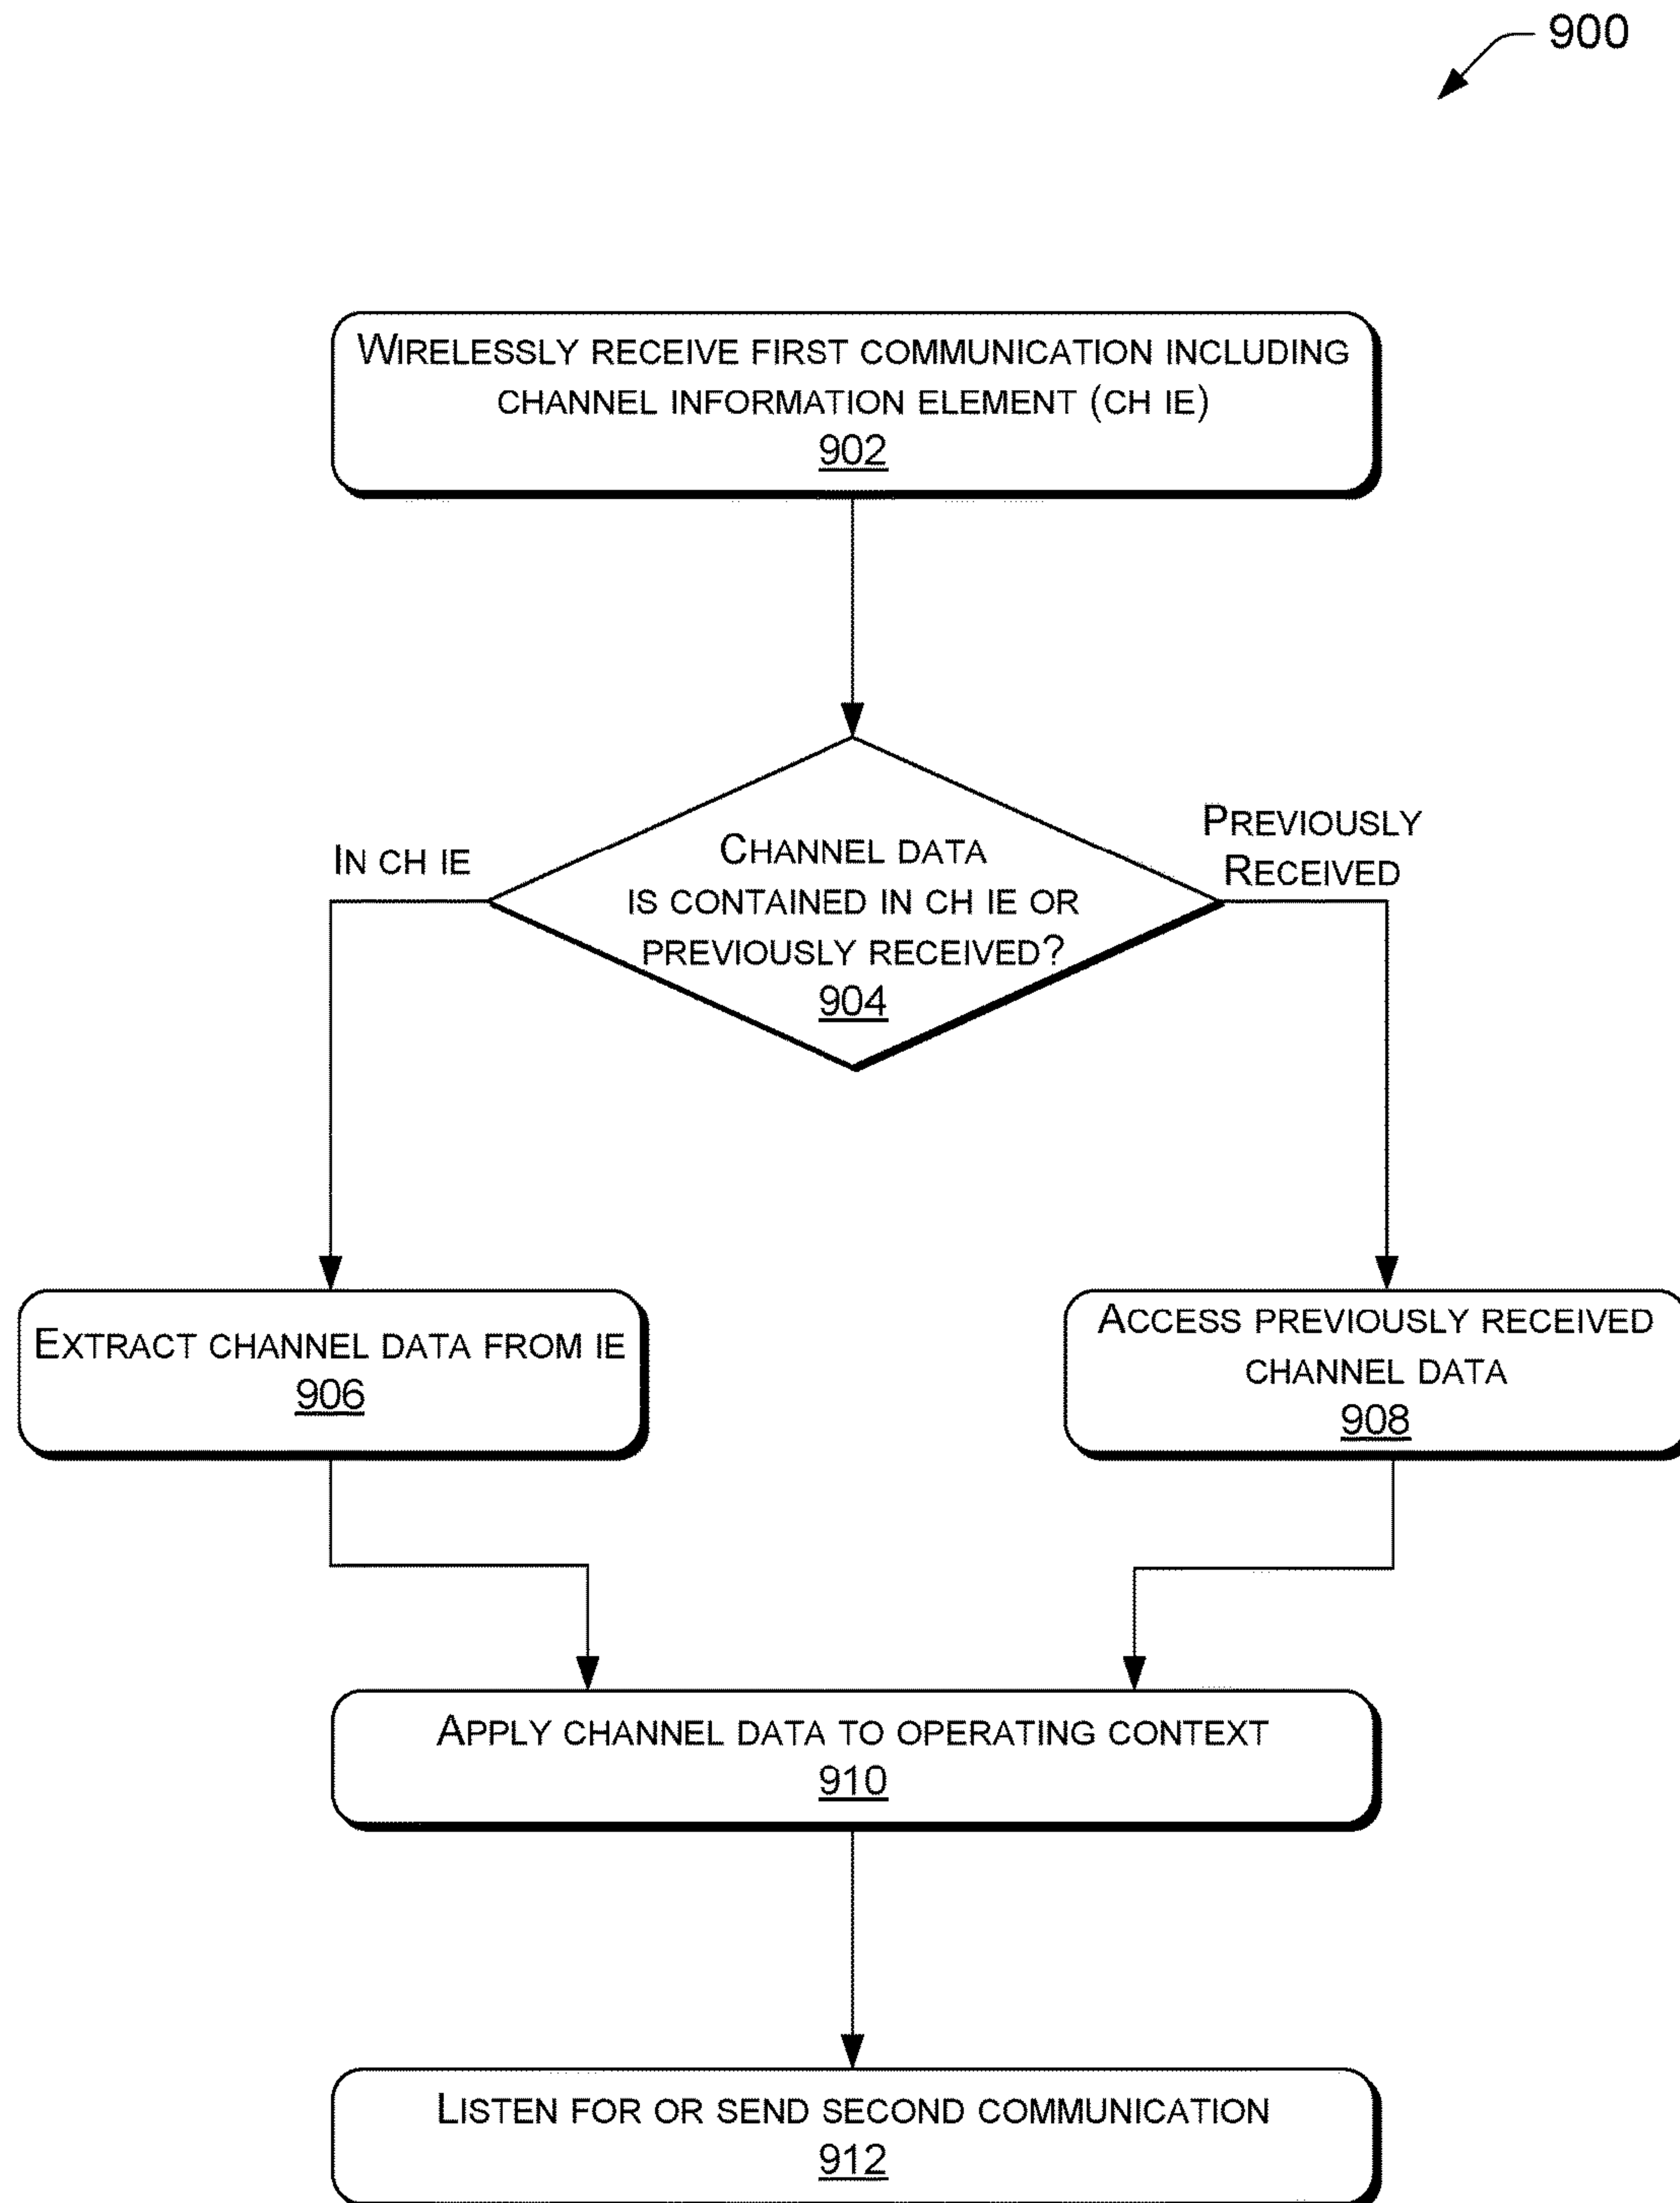 900
WIRELESSLY RECEIVE FIRST COMMUNICATION INCLUDING
CHANNEL INFORMATION ELEMENT (CH IE)
902
IN CH IE
PREVIOUSLY
RECEIVED
CHANNEL DATA
IS CONTAINED IN CH IE OR
PREVIOUSLY RECEIVED?
904
EXTRACT CHANNEL DATA FROM IE
906
ACCESS PREVIOUSLY RECEIVED
CHANNEL DATA
908
APPLY CHANNEL DATA TO OPERATING CONTEXT
910
LISTEN FOR OR SEND SECOND COMMUNICATION
912